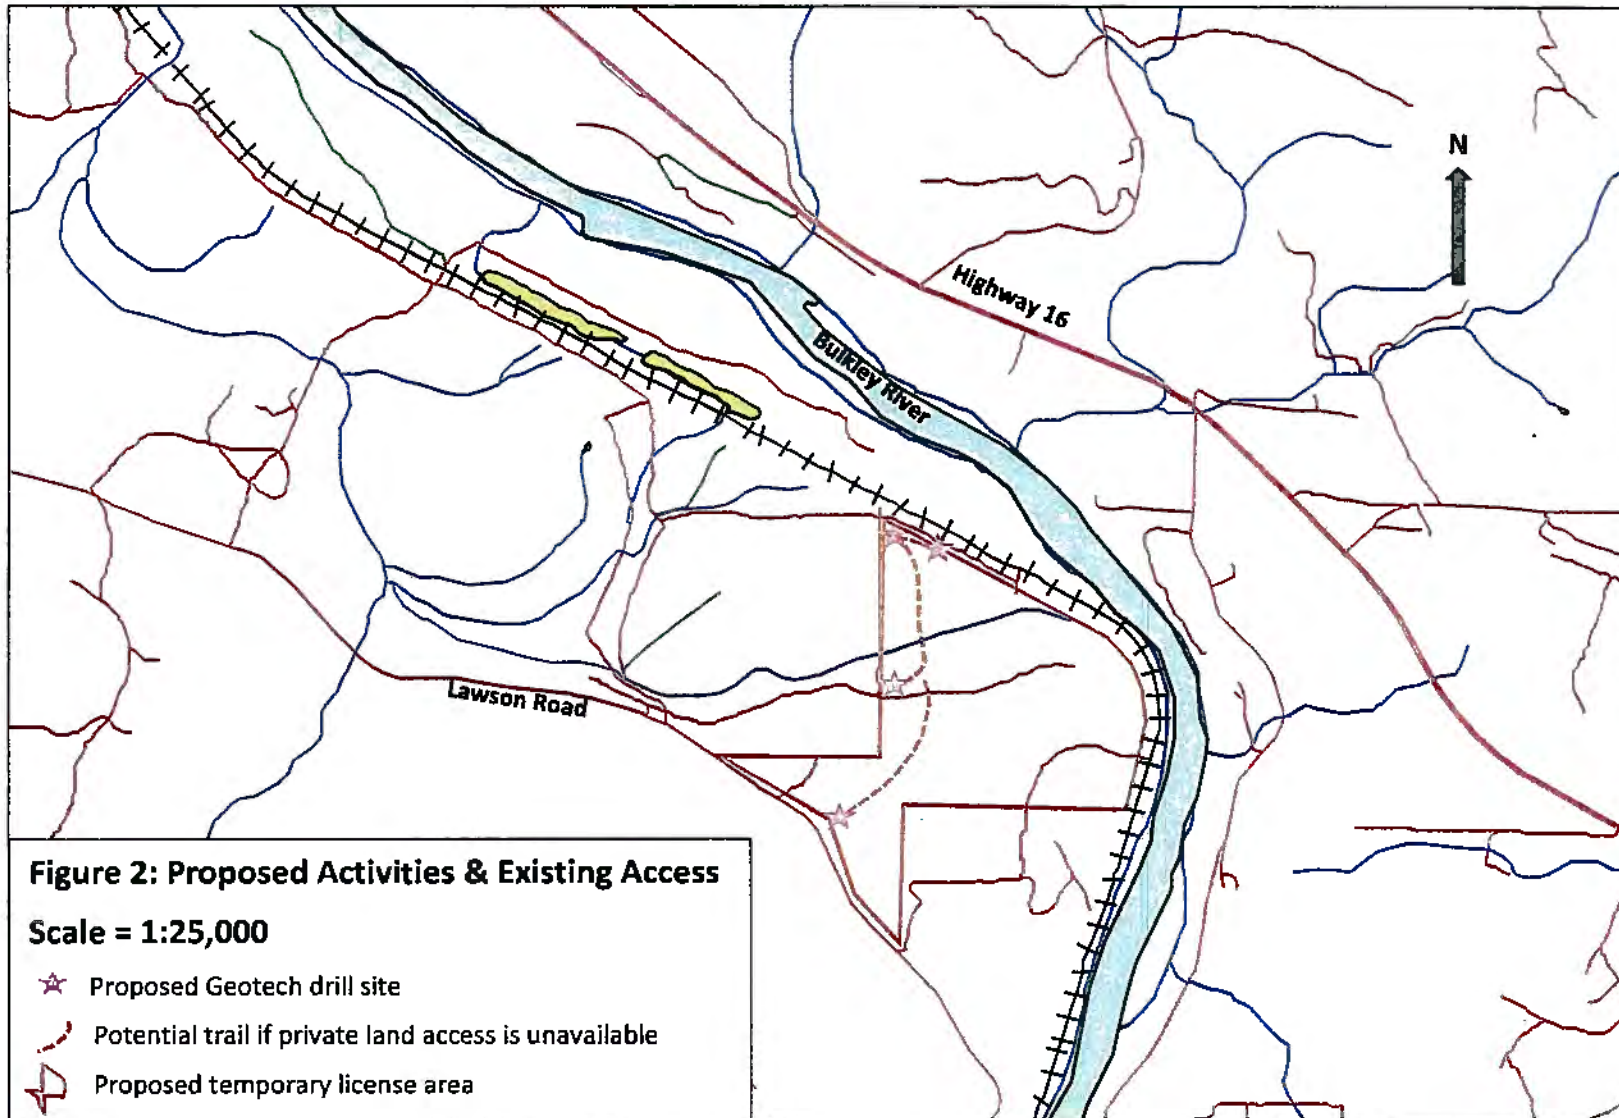 N
Highway 16
Bulkley River
Lawson Road
Figure 2: Proposed Activities & Existing Access
Scale = 1:25,000
Proposed Geotech drill site
Potential trail if private land access is unavailable
Proposed temporary license area